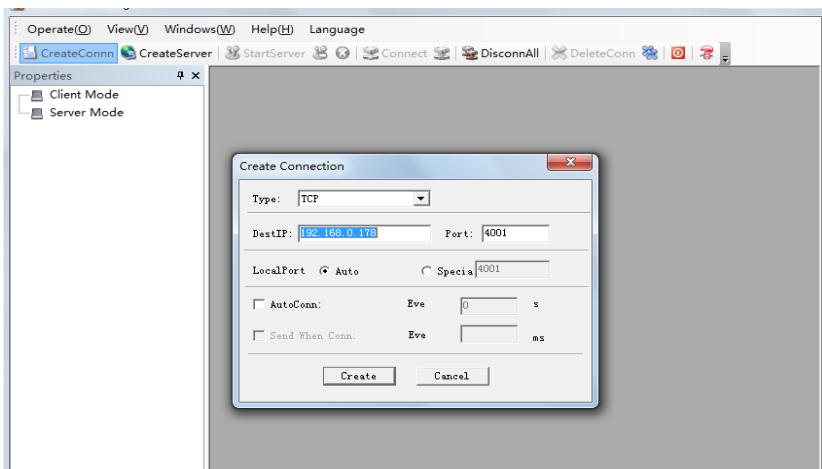 Operate(O) View(V) Windows(W) Help(H) Language
CreateConnn CreateServer StartServer Connect DisconnAll DeleteConn
Properties
Client Mode
Server Mode
Create Connection
Type: TCP
DestIP: 192.168.0.178 Port: 4001
LocalPort Auto Specia 4001
AutoConn: Eve 0 s
Send When Conn: Eve ms
Create Cancel